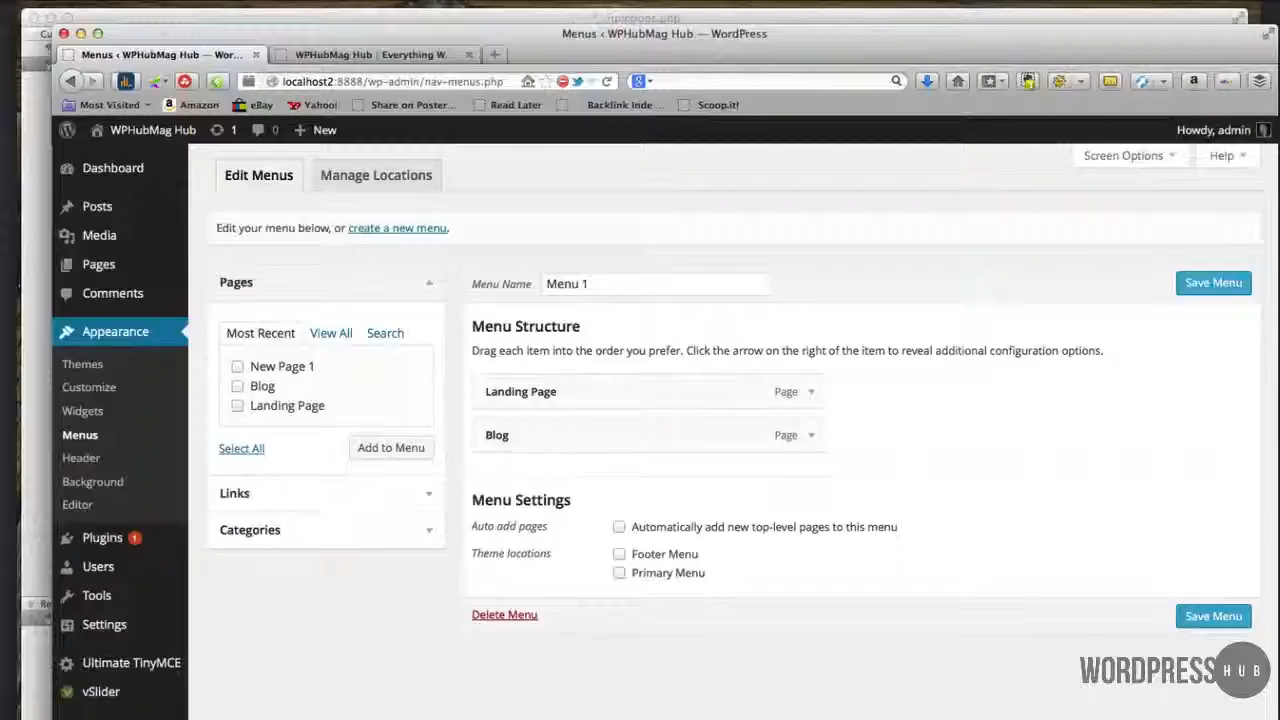 Functions.php
Menus ‹ WPHubMag Hub — WordPress
Menus ‹ WPHubMag Hub — Wor...
WPHubMag Hub | Everything W.
localhost2:8888/wp-admin/nav-menus.php
Most Visited
Amazon
eBay
Yahoo!
Share on Poster...
Read Later
Backlink Inde...
Scoop.it!
WPHubMag Hub
1
0
New
Howdy, admin
Screen Options
Help
Dashboard
Posts
Media
Pages
Comments
Appearance
Themes
Customize
Widgets
Menus
Header
Background
Editor
Plugins 1
Users
Tools
Settings
Ultimate TinyMCE
vSlider
Edit Menus
Manage Locations
Edit your menu below, or create a new menu.
Pages
Most Recent
View All
Search
New Page 1
Blog
Landing Page
Select All
Add to Menu
Links
Categories
Menu Name
Menu 1
Save Menu
Menu Structure
Drag each item into the order you prefer. Click the arrow on the right of the item to reveal additional configuration options.
Landing Page
Page
Blog
Page
Menu Settings
Auto add pages
Automatically add new top-level pages to this menu
Theme locations
Footer Menu
Primary Menu
Delete Menu
Save Menu
WORDPRESS HUB